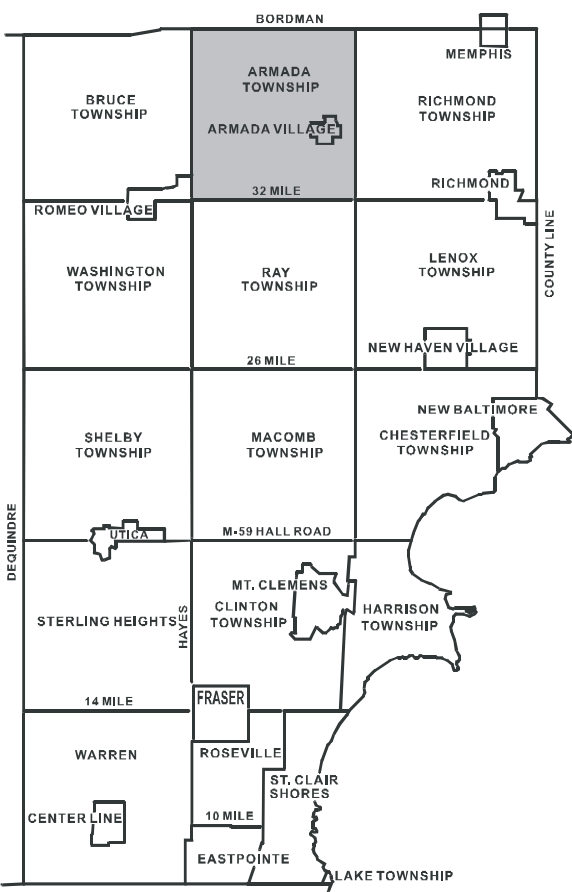 BORDMAN
MEMPHIS
ARMADA
TOWNSHIP
BRUCE
TOWNSHIP
RICHMOND
TOWNSHIP
ARMADA VILLAGE
RICHMOND
32 MILE
ROMEO VILLAGE
COUNTY LINE
WASHINGTON
TOWNSHIP
RAY
TOWNSHIP
LENOX
TOWNSHIP
NEW HAVEN VILLAGE
26 MILE
NEW BALTIMORE
SHELBY
TOWNSHIP
MACOMB
TOWNSHIP
CHESTERFIELD
TOWNSHIP
DEQUINDRE
UTICA
M-59 HALL ROAD
MT. CLEMENS
STERLING HEIGHTS
HAYES
CLINTON
TOWNSHIP
HARRISON
TOWNSHIP
14 MILE
FRASER
WARREN
ROSEVILLE
ST. CLAIR
SHORES
CENTER LINE
10 MILE
EASTPOINTE
LAKE TOWNSHIP